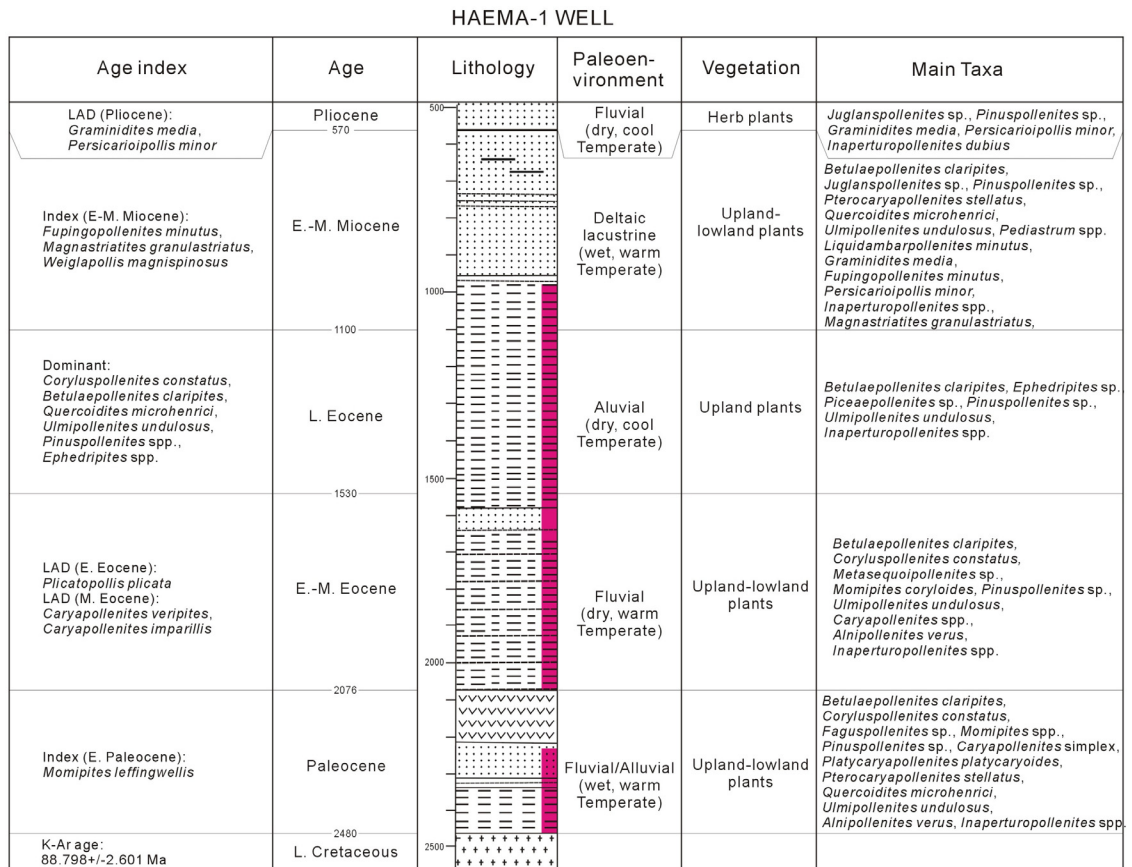 HAEMA-1 WELL
Age index
Age
Lithology
Paleoen-
vironment
Vegetation
Main Taxa
LAD (Pliocene):
Graminidites media,
Persicarioipollis minor
Pliocene
570
500
Fluvial
(dry, cool
Temperate)
Herb plants
Juglanspollenites sp., Pinuspollenites sp.,
Graminidites media, Persicarioipollis minor,
Inaperturopollenites dubius
Index (E-M. Miocene):
Fupingopollenites minutus,
Magnastriatites granulastriatus,
Weiglapollis magnispinosus
E.-M. Miocene
1000
1100
Deltaic
lacustrine
(wet, warm
Temperate)
Upland-
lowland plants
Betulaepollenites claripites,
Juglanspollenites sp., Pinuspollenites sp.,
Pterocaryapollenites stellatus,
Quercoidites microhenrici,
Ulmipollenites undulosus, Pediastrum spp.
Liquidambarpollenites minutus,
Graminidites media,
Fupingopollenites minutus,
Persicarioipollis minor,
Inaperturopollenites spp.,
Magnastriatites granulastriatus,
Dominant:
Coryluspollenites constatus,
Betulaepollenites claripites,
Quercoidites microhenrici,
Ulmipollenites undulosus,
Pinuspollenites spp.,
Ephedripites spp.
L. Eocene
1500
1530
Aluvial
(dry, cool
Temperate)
Upland plants
Betulaepollenites claripites, Ephedripites sp.
Piceaepollenites sp., Pinuspollenites sp.,
Ulmipollenites undulosus,
Inaperturopollenites spp.
LAD (E. Eocene):
Plicatopollis plicata
LAD (M. Eocene):
Caryapollenites veripites,
Caryapollenites imparillis
E.-M. Eocene
2000
2076
Fluvial
(dry, warm
Temperate)
Upland-lowland
plants
Betulaepollenites claripites,
Coryluspollenites constatus,
Metasequoipollenites sp.,
Momipites coryloides, Pinuspollenites sp.,
Ulmipollenites undulosus,
Caryapollenites spp.,
Alnipollenites verus,
Inaperturopollenites spp.
Index (E. Paleocene):
Momipites leffingwellis
Paleocene
2480
Fluvial/Alluvial
(wet, warm
Temperate)
Upland-lowland
plants
Betulaepollenites claripites,
Coryluspollenites constatus,
Faguspollenites sp., Momipites spp.,
Pinuspollenites sp., Caryapollenites simplex,
Platycaryapollenites platycaryoides,
Pterocaryapollenites stellatus,
Quercoidites microhenrici,
Ulmipollenites undulosus,
Alnipollenites verus, Inaperturopollenites spp.
K-Ar age:
88.798+/-2.601 Ma
L. Cretaceous
2500